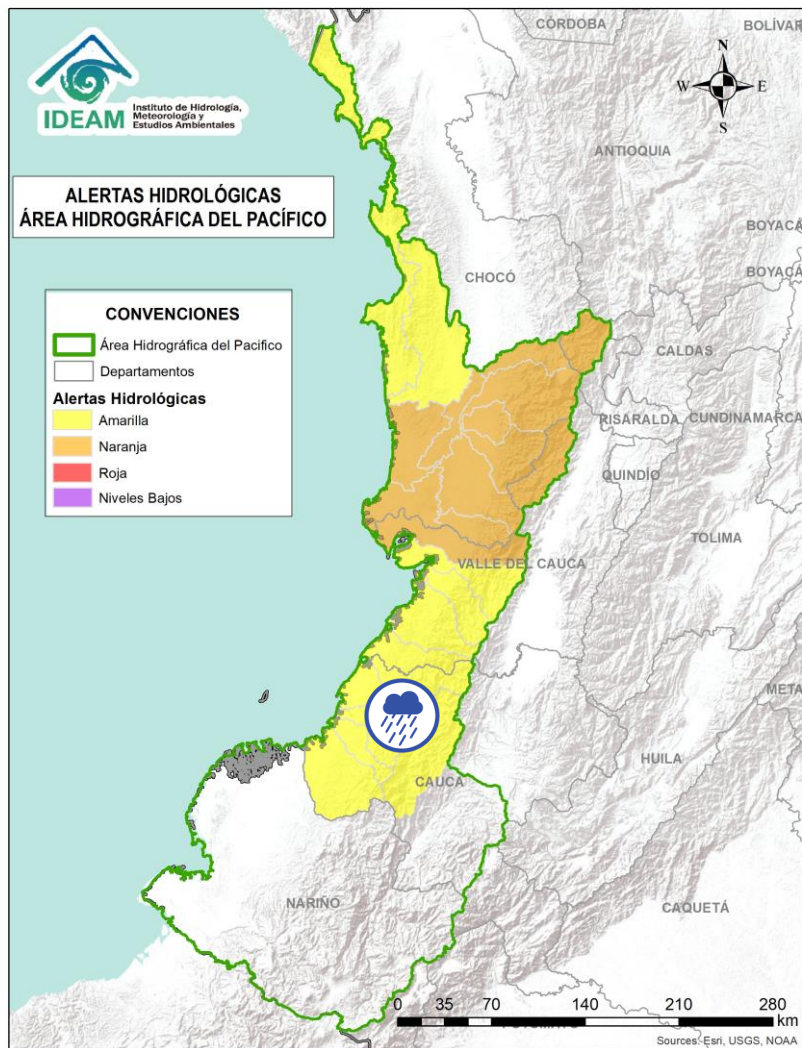 CÓRDOBA
BOLÍVAR
IDEAM
Instituto de Hidrología,
Meteorología y
Estudios Ambientales
N
W
E
S
ANTIOQUIA
ALERTAS HIDROLÓGICAS
ÁREA HIDROGRÁFICA DEL PACÍFICO
BOYACÁ
BOYACÁ
CHOCÓ
CONVENCIONES
Área Hidrográfica del Pacifico
Departamentos
Alertas Hidrológicas
Amarilla
Naranja
Roja
Niveles Bajos
CALDAS
RISARALDA
CUNDINAMARCA
QUINDÍO
TOLIMA
VALLE DEL CAUCA
META
HUILA
CAUCA
NARIÑO
CAQUETÁ
0 35 70 140 210 280
km
Sources: Esri, USGS, NOAA